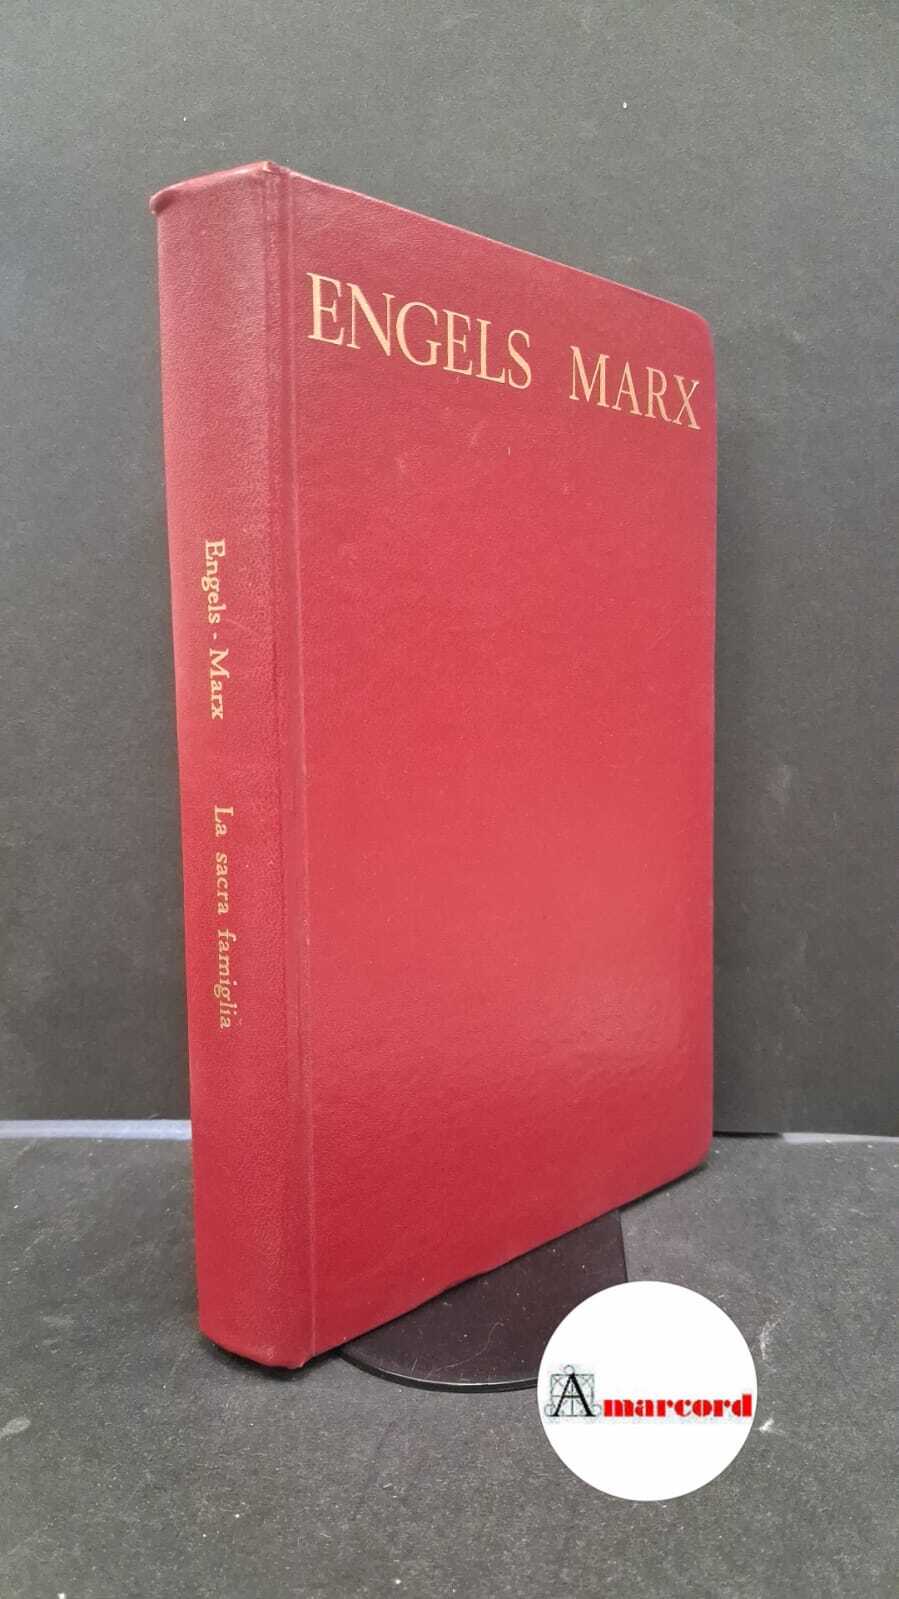 ENGELS MARX
Engels - Marx La sacra famiglia
Amarcord